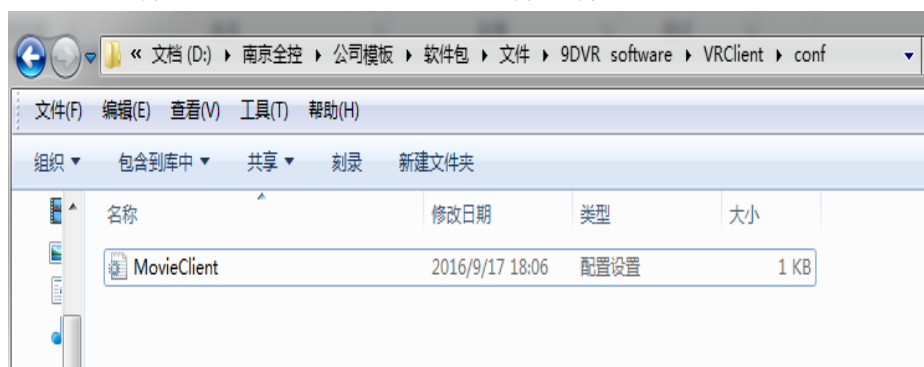 « 文档 (D:) ▸ 南京全控 ▸ 公司模板 ▸ 软件包 ▸ 文件 ▸ 9DVR software ▸ VRClient ▸ conf
文件(F) 编辑(E) 查看(V) 工具(T) 帮助(H)
组织 ▾ 包含到库中 ▾ 共享 ▾ 刻录 新建文件夹
名称 修改日期 类型 大小
MovieClient 2016/9/17 18:06 配置设置 1 KB